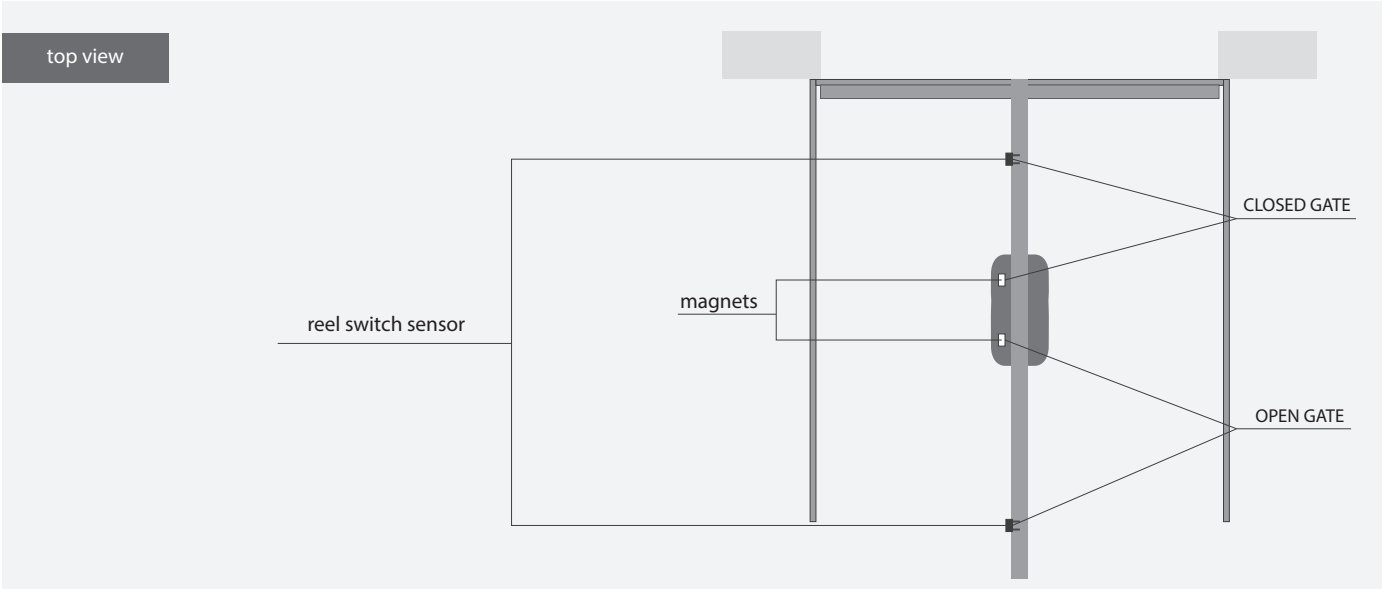 top view
CLOSED GATE
magnets
reel switch sensor
OPEN GATE